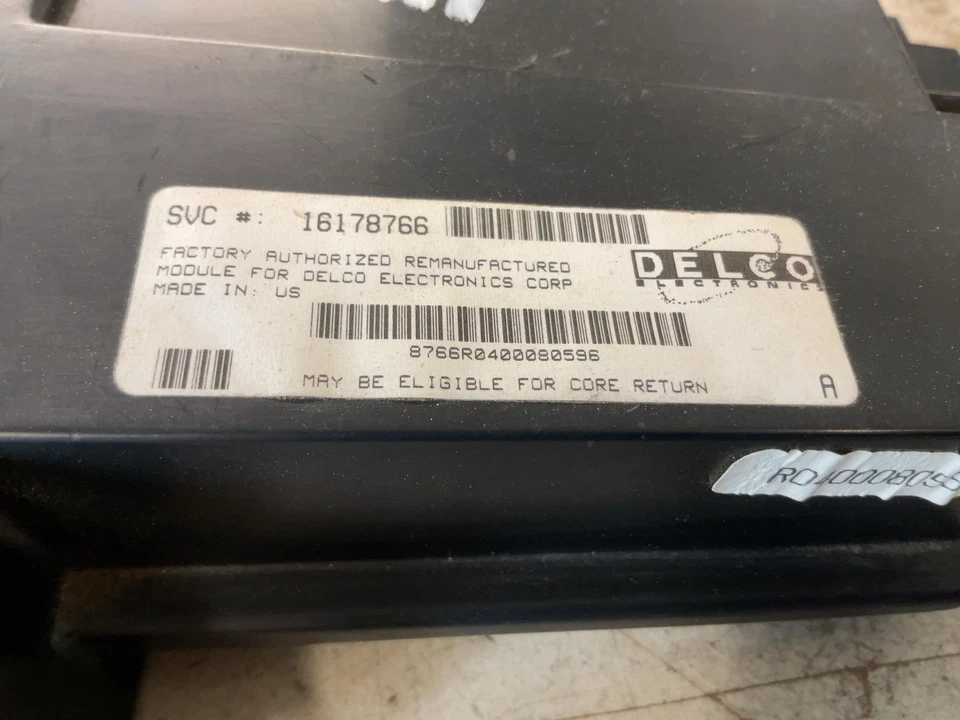 SVC #: 16178766
FACTORY AUTHORIZED REMANUFACTURED
MODULE FOR DELCO ELECTRONICS CORP
MADE IN: US
DELCO
ELECTRONICS
8766R0400080596
MAY BE ELIGIBLE FOR CORE RETURN
A